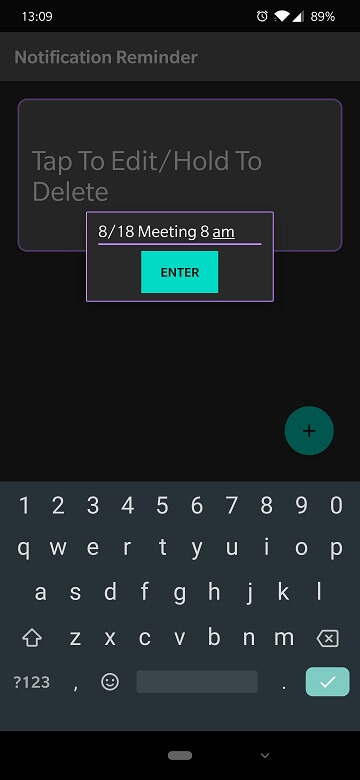 13:09 89%
Notification Reminder
Tap To Edit/Hold To
Delete
8/18 Meeting 8 am
ENTER
+
1 2 3 4 5 6 7 8 9 0
q w e r t y u i o p
a s d f g h j k l
z x c v b n m
?123 , .